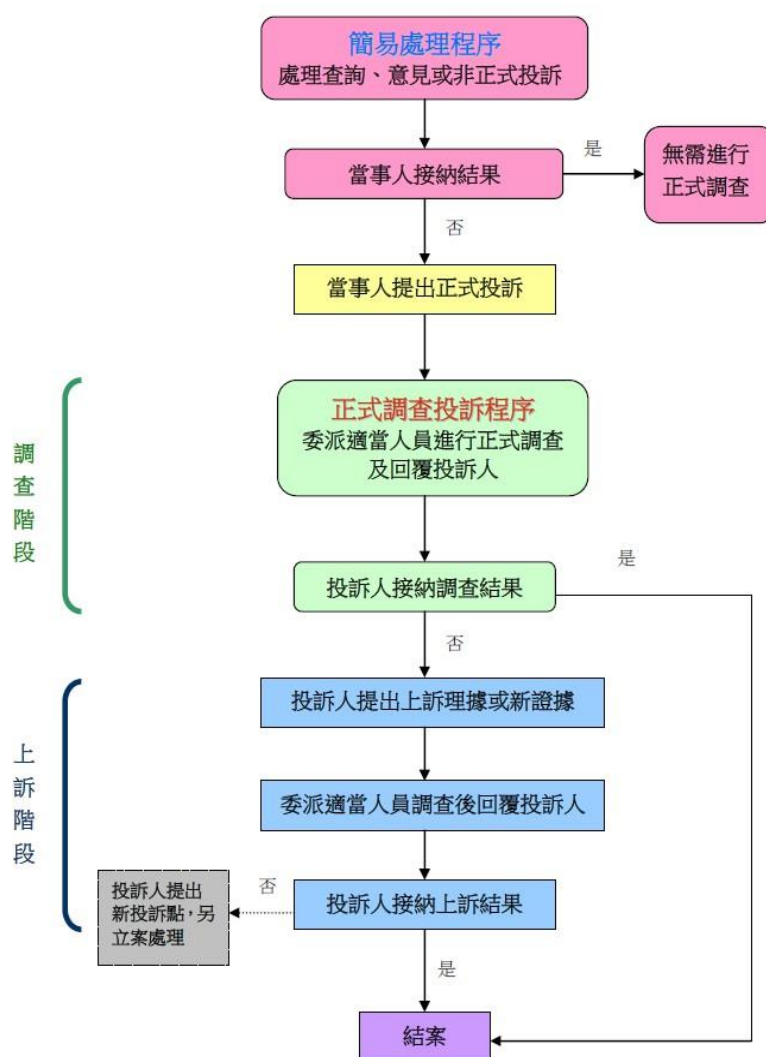 簡易處理程序
處理查詢、意見或非正式投訴
當事人接納結果
是
無需進行
正式調查
否
當事人提出正式投訴
調查階段
正式調查投訴程序
委派適當人員進行正式調查
及回覆投訴人
投訴人接納調查結果
是
否
上訴階段
投訴人提出上訴理據或新證據
委派適當人員調查後回覆投訴人
投訴人接納上訴結果
否
投訴人提出
新投訴點，另
立案處理
是
結案